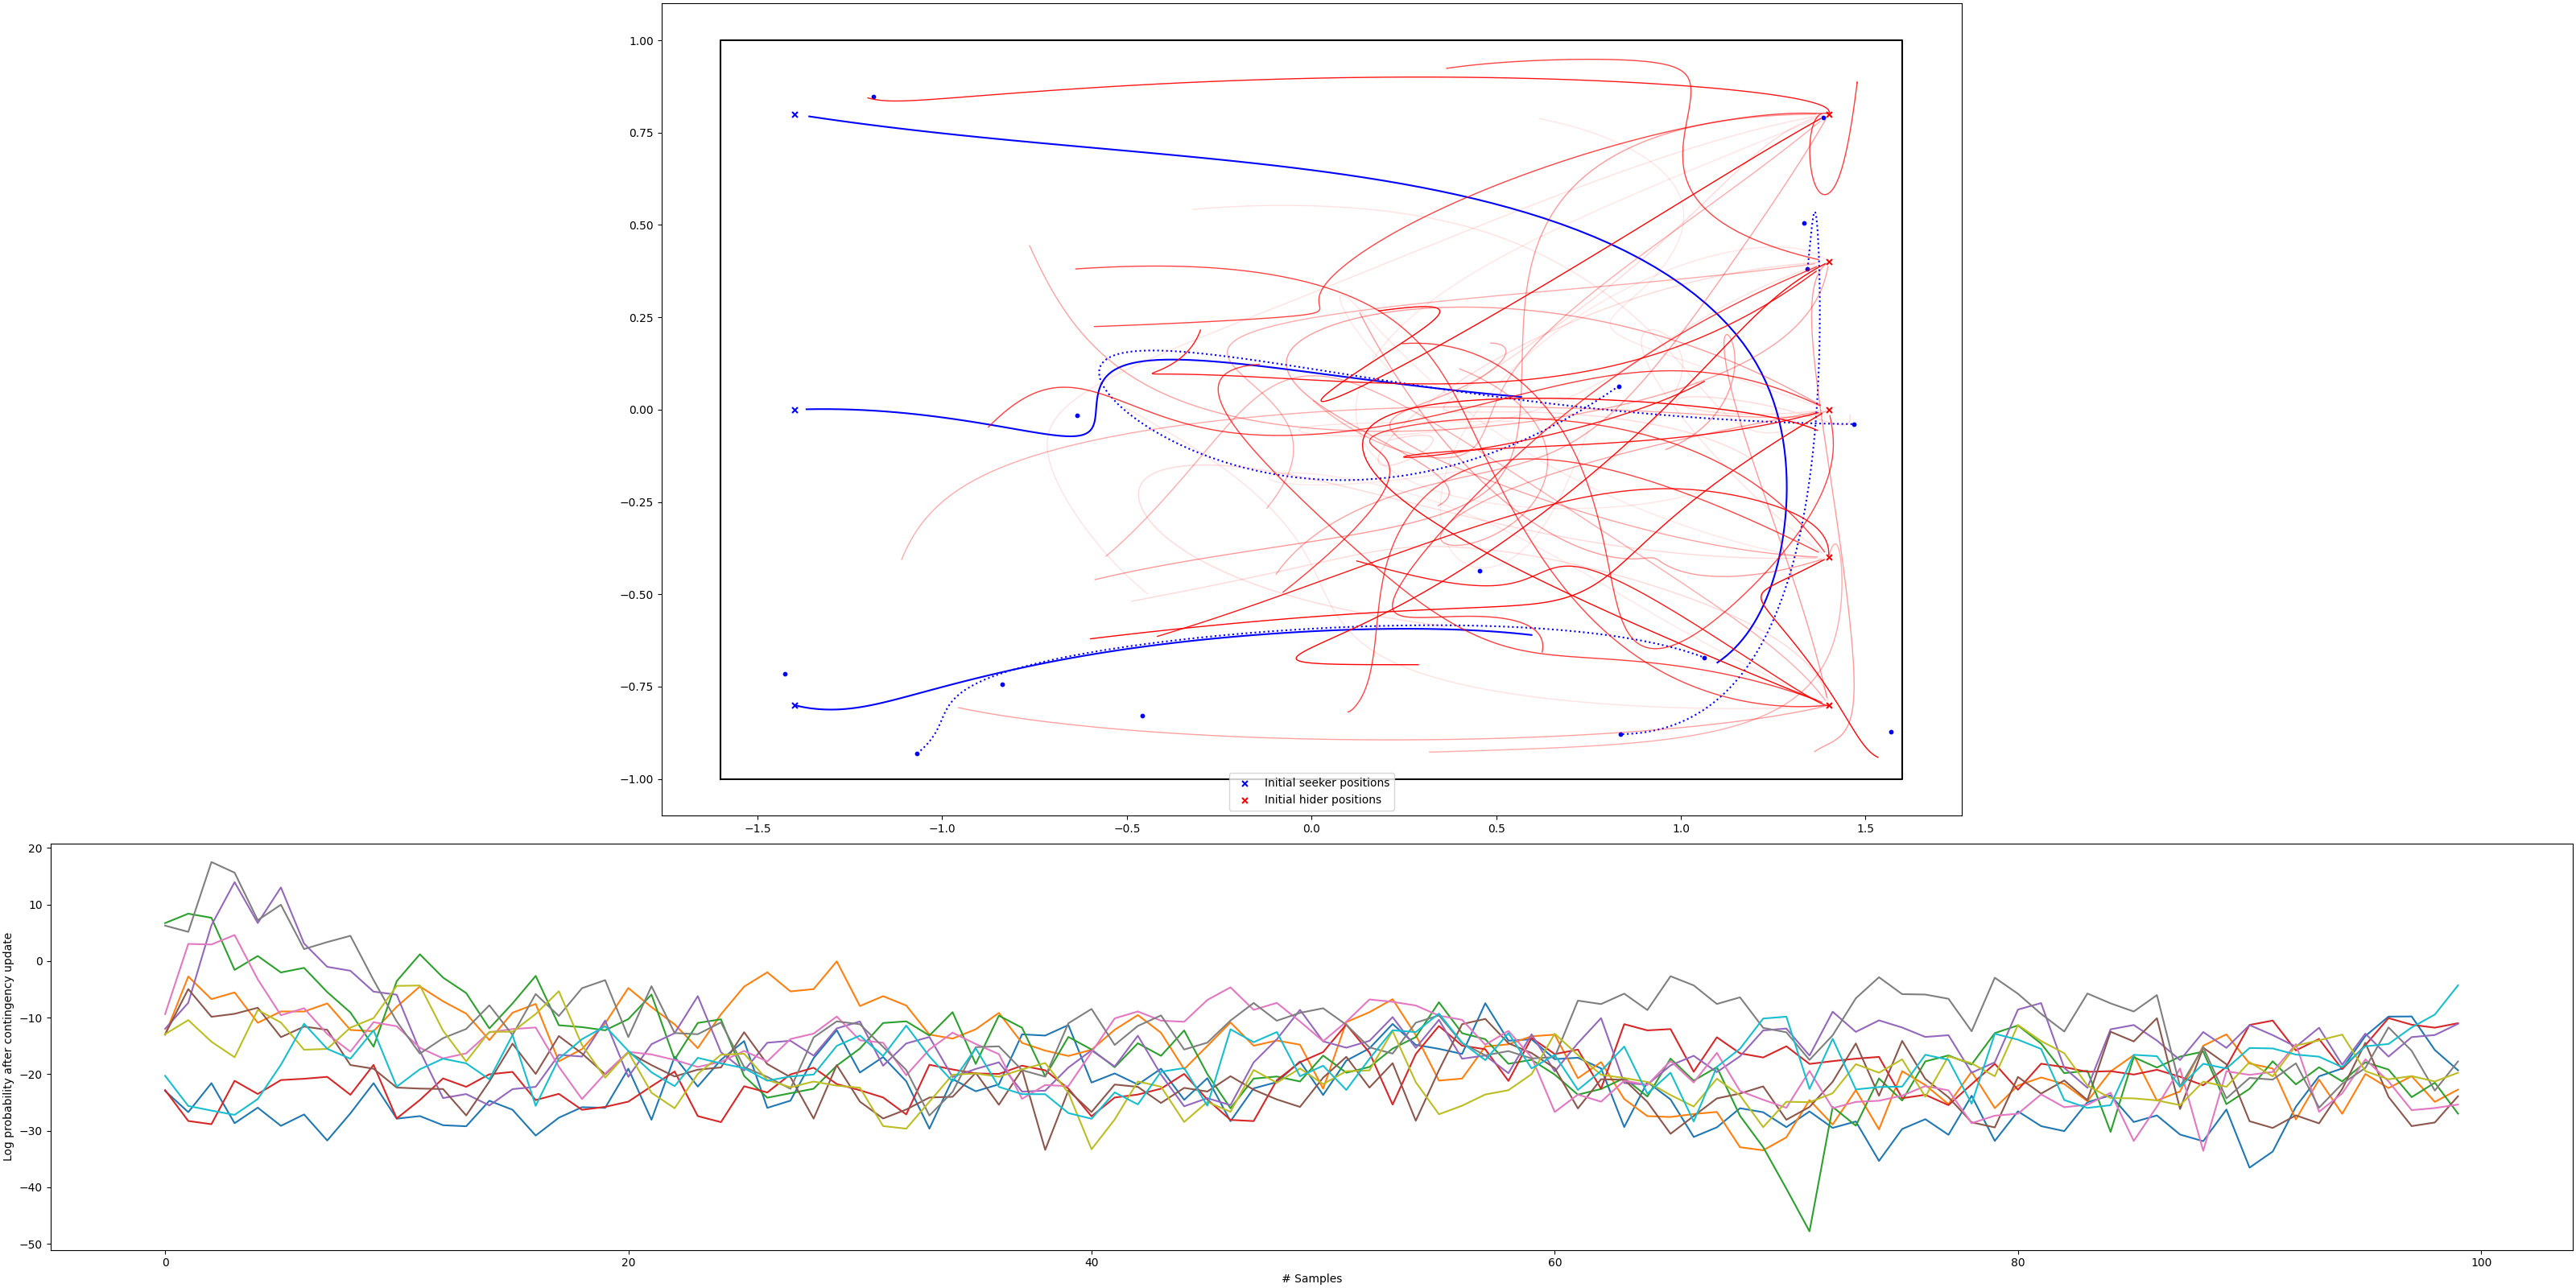 1.00
0.75
0.50
0.25
0.00
−0.25
−0.50
−0.75
−1.00
Initial seeker positions
Initial hider positions
−1.5 −1.0 −0.5 0.0 0.5 1.0 1.5
20
10
0
−10
−20
−30
−40
−50
Log probability after contingency update
0 20 40 60 80 100
# Samples